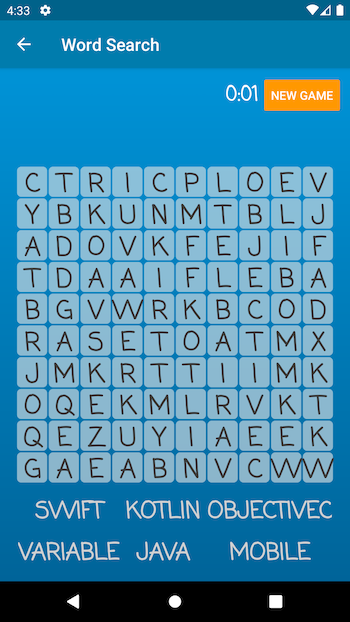 4:33
Word Search
0:01 NEW GAME
C T R I C P L O E V
Y B K U N M T B L J
A D O V K F E J I F
T D A A I F L E B A
B G V W R K B C O D
R A S E T O A T M X
J M K R T T I I M K
O Q E K M L R V K T
Q E Z U Y I A E E K
G A E A B N V C W W
SWIFT KOTLIN OBJECTIVEC
VARIABLE JAVA MOBILE